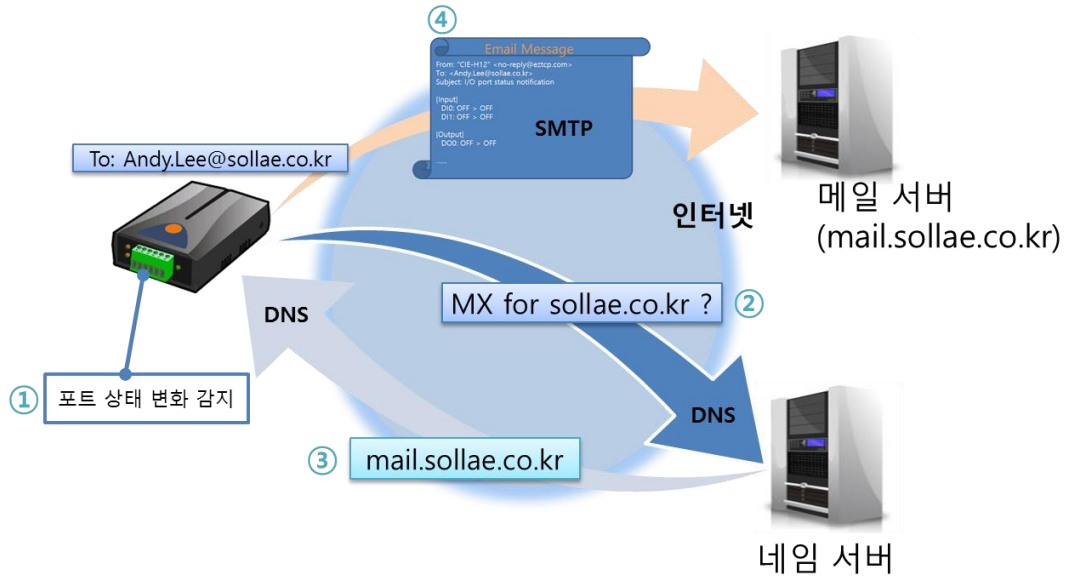 ④
Email Message
From: "CIE-H12" <no-reply@eztcp.com>
To: <Andy.Lee@sollae.co.kr>
Subject: I/O port status notification
[Input]
DI0: OFF > OFF
DI1: OFF > OFF
[Output]
DO0: OFF > OFF
......
SMTP
To: Andy.Lee@sollae.co.kr
메일 서버
(mail.sollae.co.kr)
인터넷
MX for sollae.co.kr ?
②
DNS
①
포트 상태 변화 감지
DNS
③
mail.sollae.co.kr
네임 서버